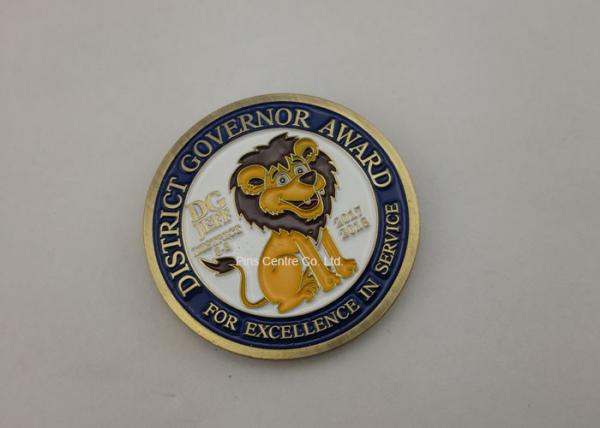 DISTRICT GOVERNOR AWARD
DG
JEFF
2017
2018
Pins Centre Co. Ltd.
FOR EXCELLENCE IN SERVICE